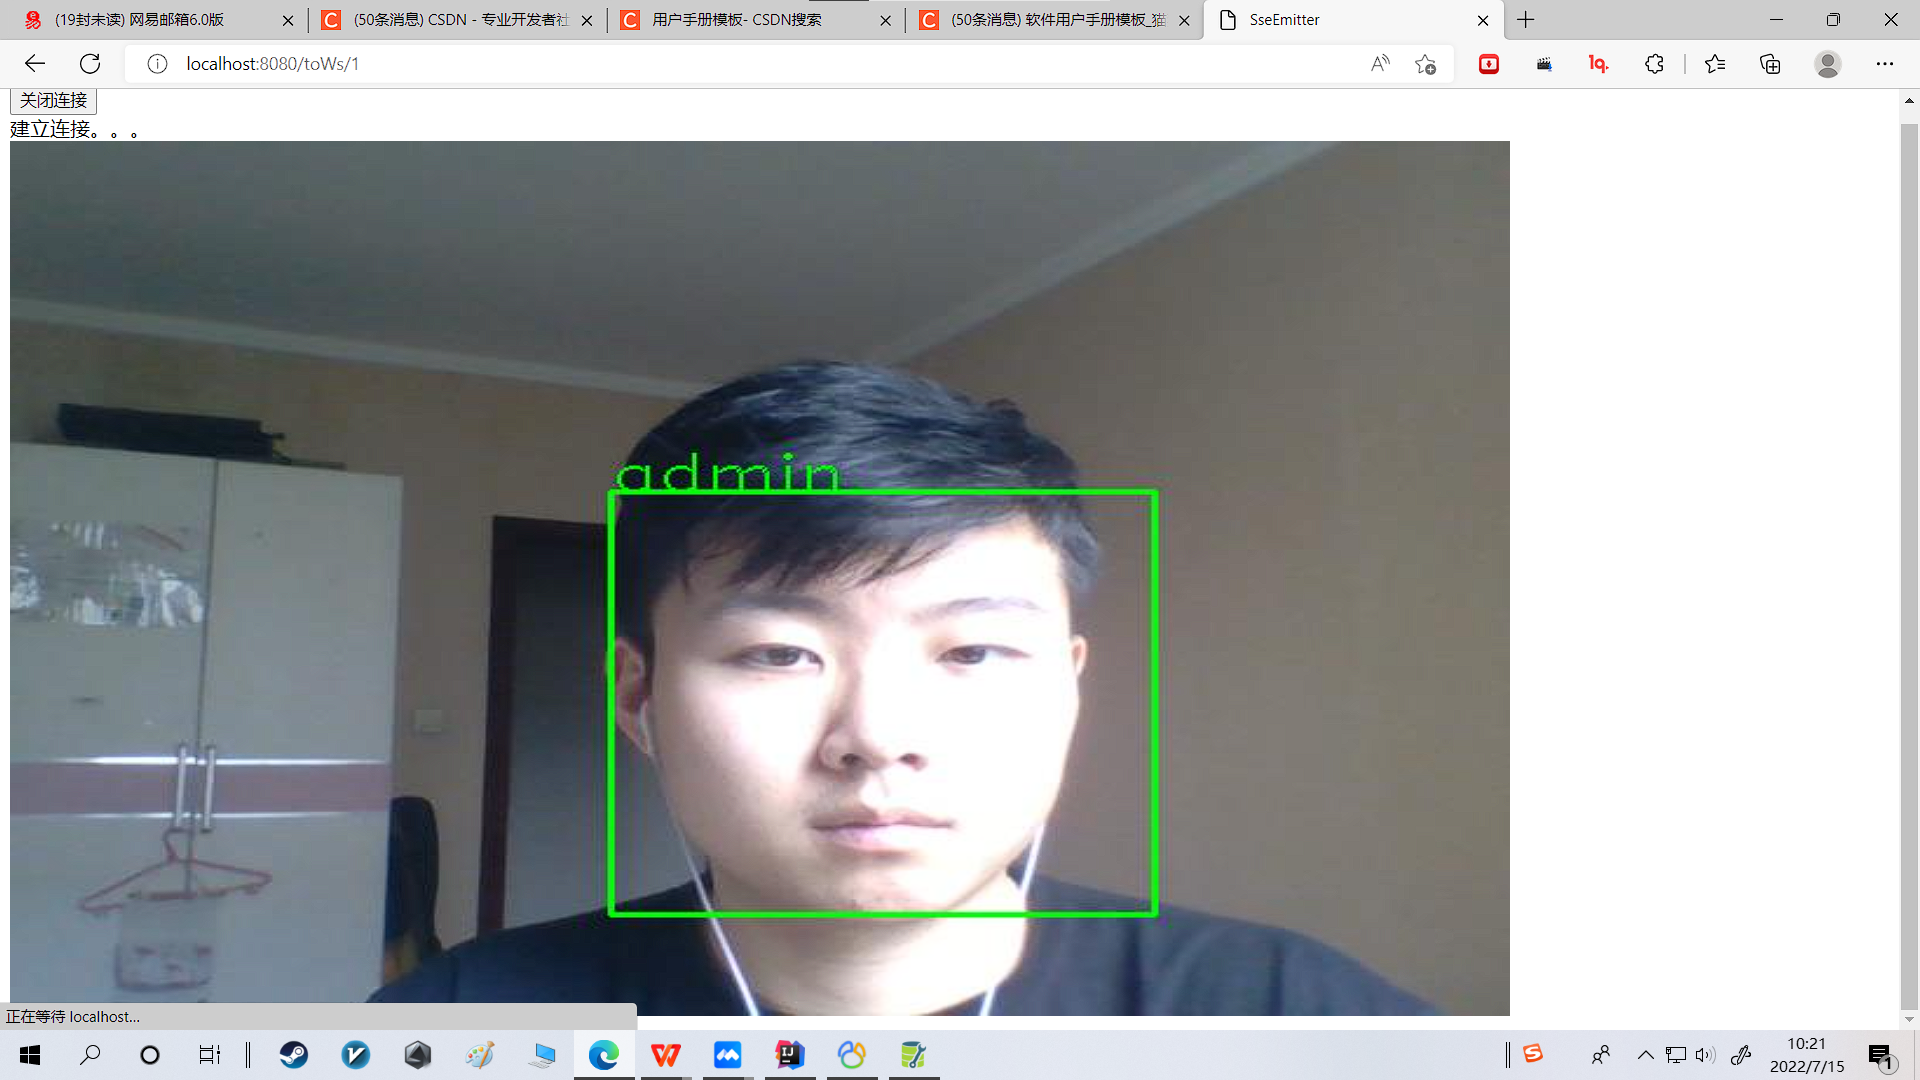 (19封未读) 网易邮箱6.0版
(50条消息) CSDN - 专业开发者社
用户手册模板- CSDN搜索
(50条消息) 软件用户手册模板_猫
SseEmitter
localhost:8080/toWs/1
1q.
关闭连接
建立连接。。。
admin
正在等待 localhost...
10:21
2022/7/15
1